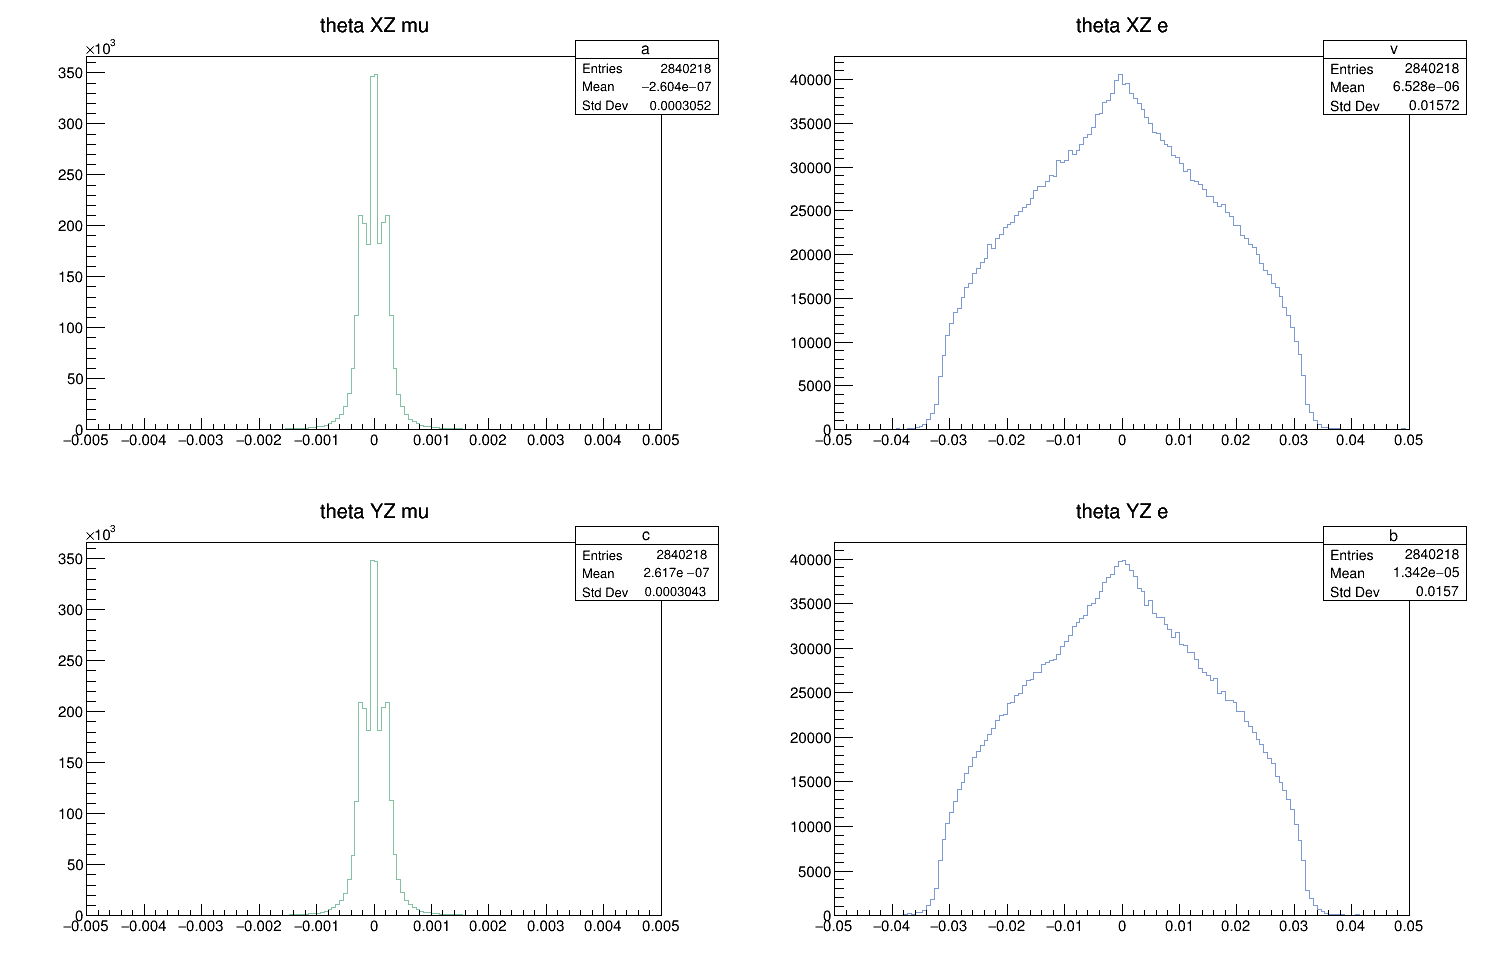 theta XZ mu
×10³
a
Entries 2840218
Mean −2.604e−07
Std Dev 0.0003052
350
300
250
200
150
100
50
0
−0.005 −0.004 −0.003 −0.002 −0.001 0 0.001 0.002 0.003 0.004 0.005
theta XZ e
v
Entries 2840218
Mean 6.528e−06
Std Dev 0.01572
40000
35000
30000
25000
20000
15000
10000
5000
0
−0.05 −0.04 −0.03 −0.02 −0.01 0 0.01 0.02 0.03 0.04 0.05
theta YZ mu
×10³
c
Entries 2840218
Mean 2.617e −07
Std Dev 0.0003043
350
300
250
200
150
100
50
0
−0.005 −0.004 −0.003 −0.002 −0.001 0 0.001 0.002 0.003 0.004 0.005
theta YZ e
b
Entries 2840218
Mean 1.342e−05
Std Dev 0.0157
40000
35000
30000
25000
20000
15000
10000
5000
0
−0.05 −0.04 −0.03 −0.02 −0.01 0 0.01 0.02 0.03 0.04 0.05